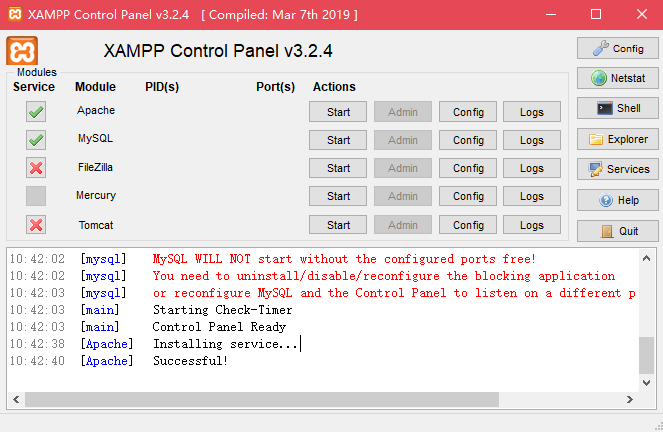 XAMPP Control Panel v3.2.4 [ Compiled: Mar 7th 2019 ]
XAMPP Control Panel v3.2.4
Config
Modules
Service Module PID(s) Port(s) Actions
Netstat
Apache Start Admin Config Logs
Shell
MySQL Start Admin Config Logs
Explorer
FileZilla Start Admin Config Logs
Services
Mercury Start Admin Config Logs
Help
Tomcat Start Admin Config Logs
Quit
10:42:02 [mysql] MySQL WILL NOT start without the configured ports free!
10:42:02 [mysql] You need to uninstall/disable/reconfigure the blocking application
10:42:03 [mysql] or reconfigure MySQL and the Control Panel to listen on a different p
10:42:03 [main] Starting Check-Timer
10:42:03 [main] Control Panel Ready
10:42:38 [Apache] Installing service...
10:42:40 [Apache] Successful!